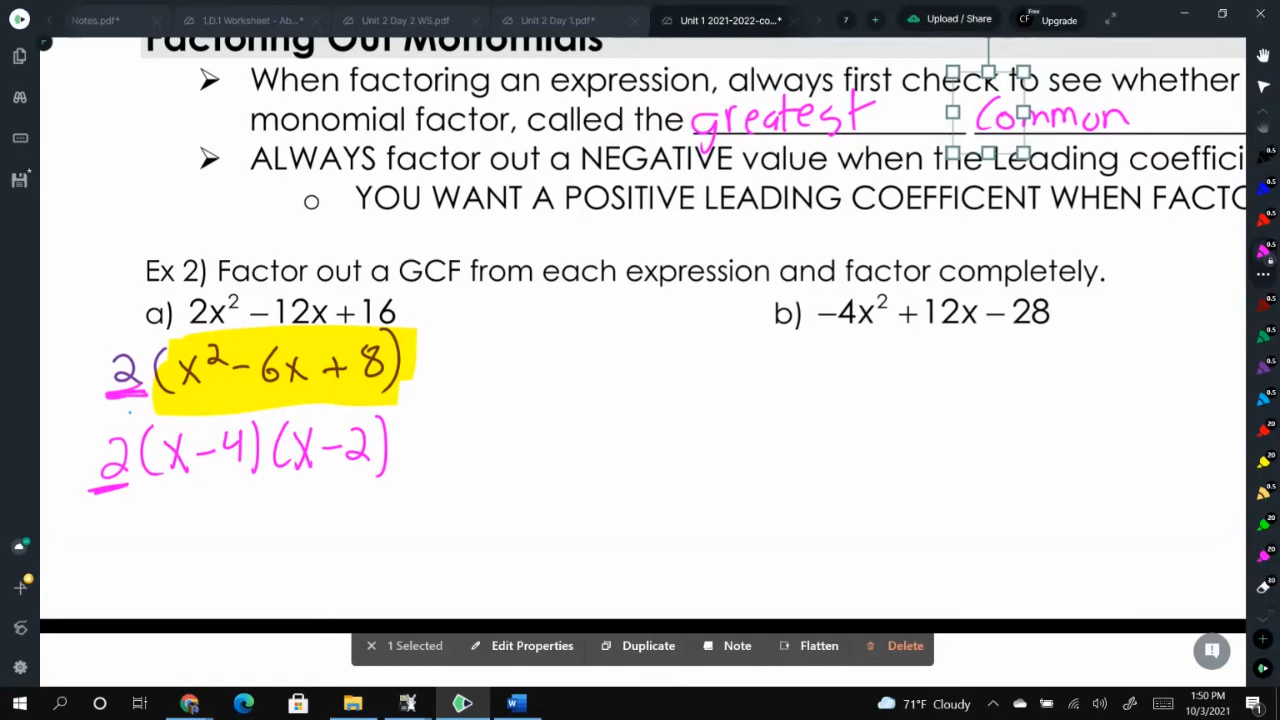 Notes.pdf*
1.D.1 Worksheet - Ab...*
Unit 2 Day 2 WS.pdf
Unit 2 Day 1.pdf*
Unit 1 2021-2022-co...*
7
Upload / Share
CF
Upgrade
Factoring Out Monomials
➢ When factoring an expression, always first check to see whether
monomial factor, called the greatest common
➢ ALWAYS factor out a NEGATIVE value when the Leading coeffici
o YOU WANT A POSITIVE LEADING COEFFICENT WHEN FACTO
Ex 2) Factor out a GCF from each expression and factor completely.
a) 2x² − 12x + 16
b) −4x² + 12x − 28
2(x² − 6x + 8)
2(x − 4)(x − 2)
1 Selected
Edit Properties
Duplicate
Note
Flatten
Delete
71°F Cloudy
1:50 PM
10/3/2021